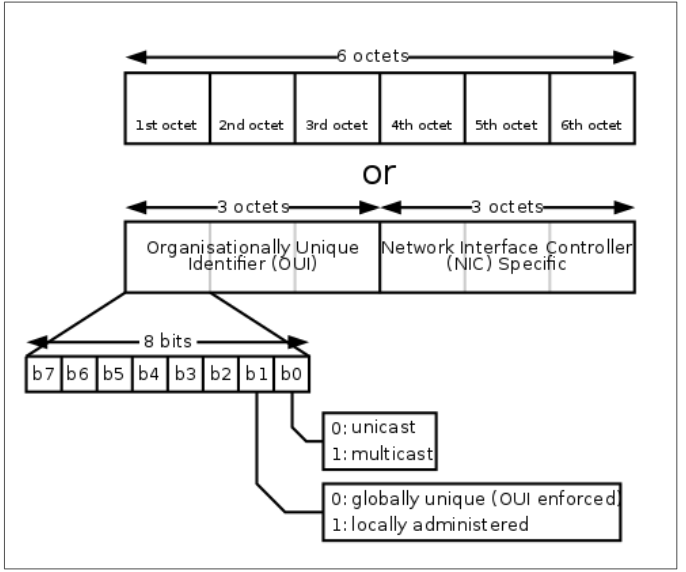 6 octets
1st octet 2nd octet 3rd octet 4th octet 5th octet 6th octet
or
3 octets 3 octets
Organisationally Unique
Identifier (OUI)
Network Interface Controller
(NIC) Specific
8 bits
b7 b6 b5 b4 b3 b2 b1 b0
0: unicast
1: multicast
0: globally unique (OUI enforced)
1: locally administered